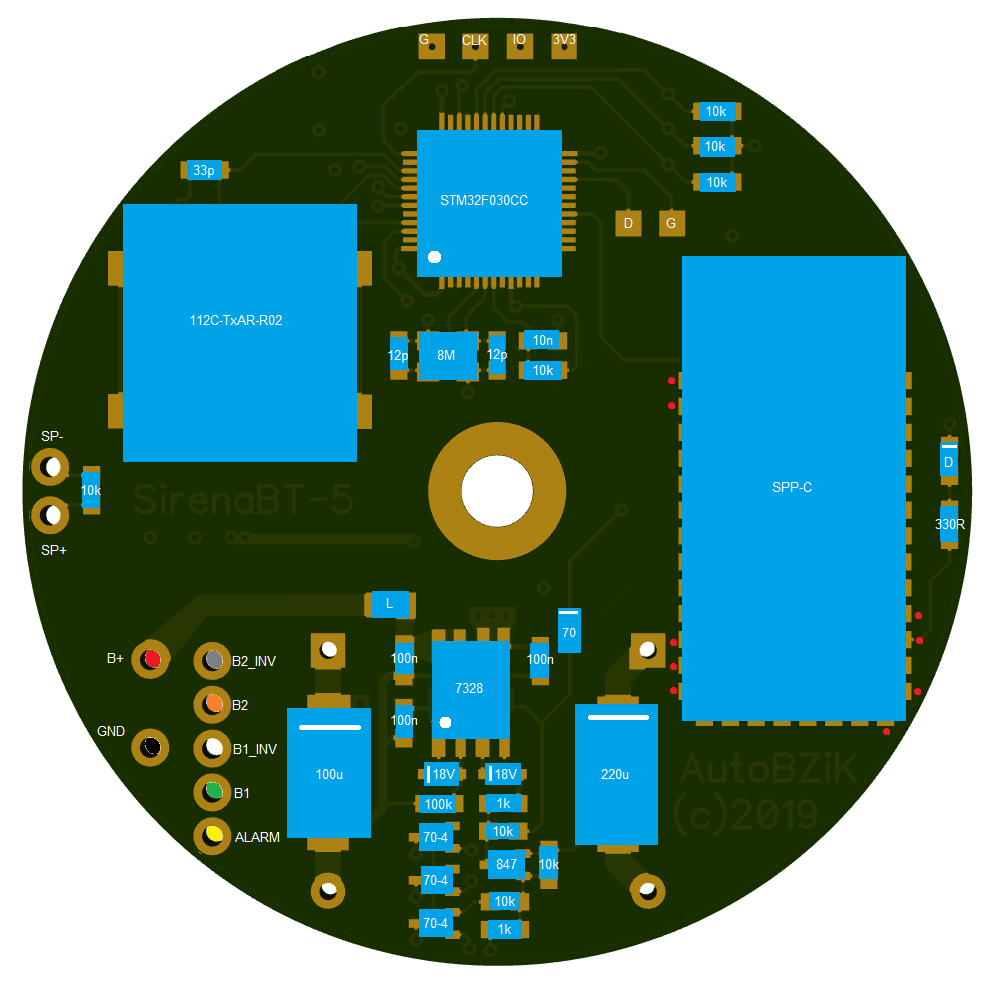 G CLK IO 3V3
10k
10k
33p
10k
STM32F030CC
D G
112C-TxAR-R02
10n
12p 8M 12p
10k
SP-
D
SPP-C
10k
SirenaBT-5
330R
SP+
L
70
B+ B2_INV 100n 100n
7328
B2
100n
GND B1_INV
AutoBZiK
100u 18V 18V 220u
B1
100k 1k
(c)2019
10k
ALARM 70-4
847 10k
70-4
10k
70-4
1k